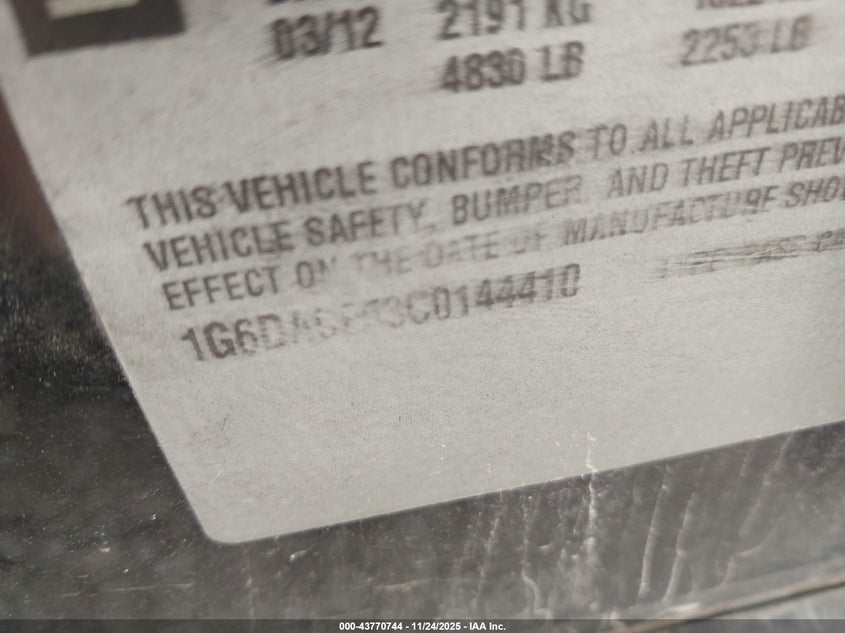 03/12 2191 KG
4830 LB 2253 LB
THIS VEHICLE CONFORMS TO ALL APPLICAB
VEHICLE SAFETY, BUMPER, AND THEFT PREV
EFFECT ON THE DATE OF MANUFACTURE SHO
000-43770744 - 11/24/2025 - IAA Inc.